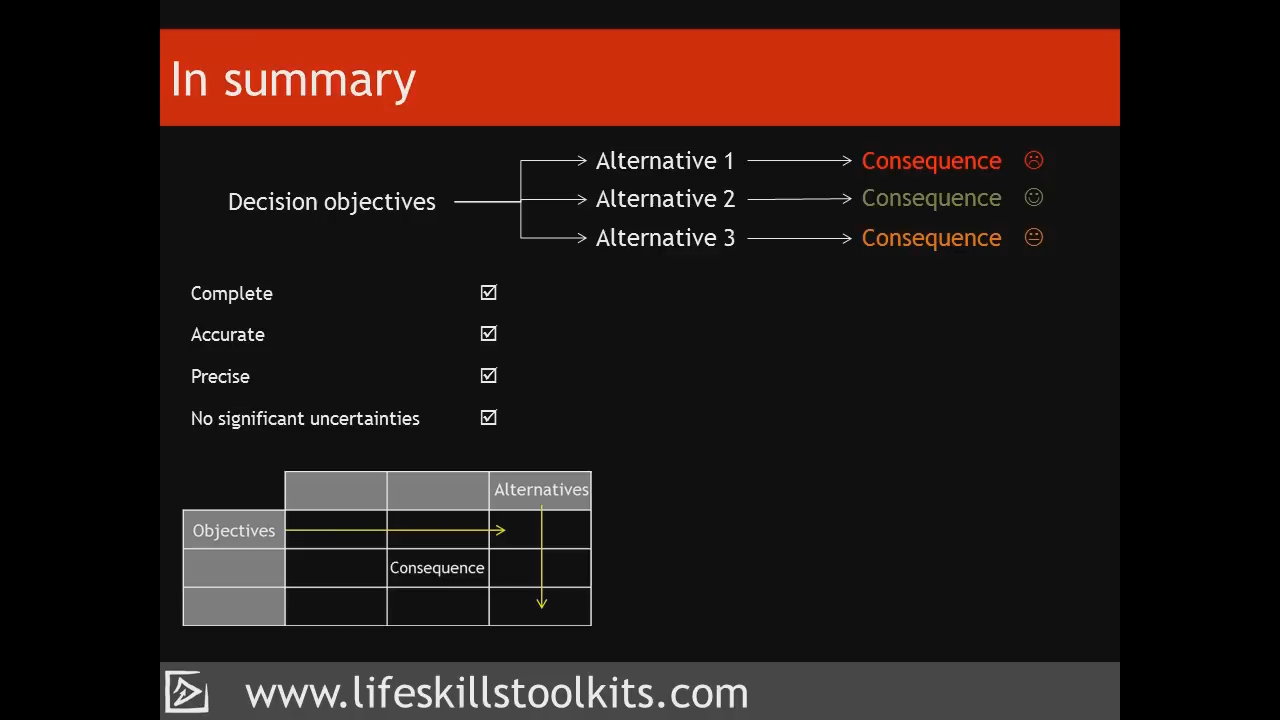 In summary
Alternative 1 Consequence
Decision objectives Alternative 2 Consequence
Alternative 3 Consequence
Complete
Accurate
Precise
No significant uncertainties
Alternatives
Objectives
Consequence
www.lifeskillstoolkits.com